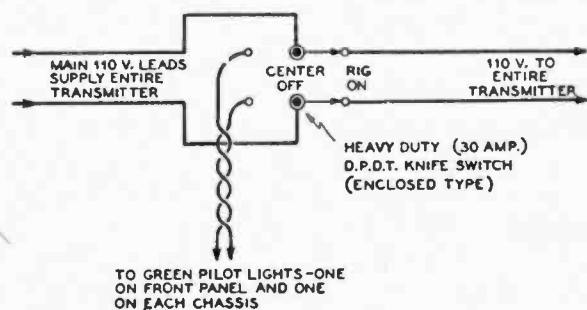 MAIN 110 V. LEADS
SUPPLY ENTIRE
TRANSMITTER
CENTER
OFF
RIG
ON
110 V. TO
ENTIRE
TRANSMITTER
HEAVY DUTY (30 AMP.)
D.P.D.T. KNIFE SWITCH
(ENCLOSED TYPE)
TO GREEN PILOT LIGHTS-ONE
ON FRONT PANEL AND ONE
ON EACH CHASSIS